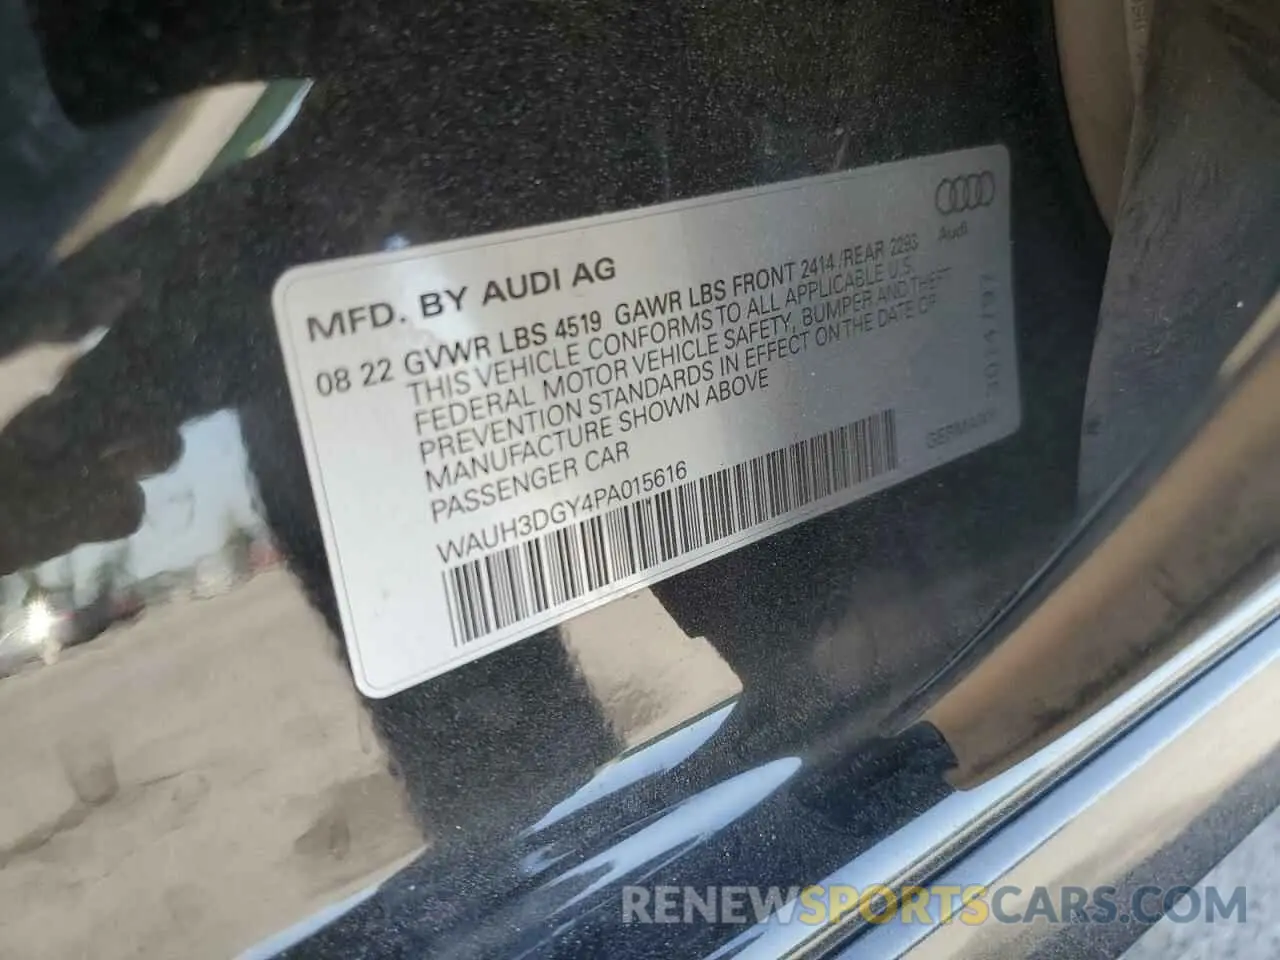 Audi
MFD. BY AUDI AG
08 22 GVWR LBS 4519 GAWR LBS FRONT 2414/REAR 2293
THIS VEHICLE CONFORMS TO ALL APPLICABLE U.S.
FEDERAL MOTOR VEHICLE SAFETY, BUMPER AND THEFT
PREVENTION STANDARDS IN EFFECT ON THE DATE OF
MANUFACTURE SHOWN ABOVE
PASSENGER CAR
WAUH3DGY4PA015616
GERMANY
RENEWSPORTSCARS.COM